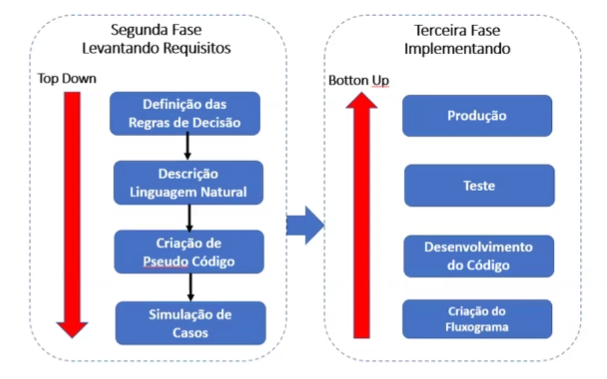 Segunda Fase
Levantando Requisitos
Top Down
Definição das
Regras de Decisão
Descrição
Linguagem Natural
Criação de
Pseudo Código
Simulação de
Casos
Terceira Fase
Implementando
Botton Up
Produção
Teste
Desenvolvimento
do Código
Criação do
Fluxograma